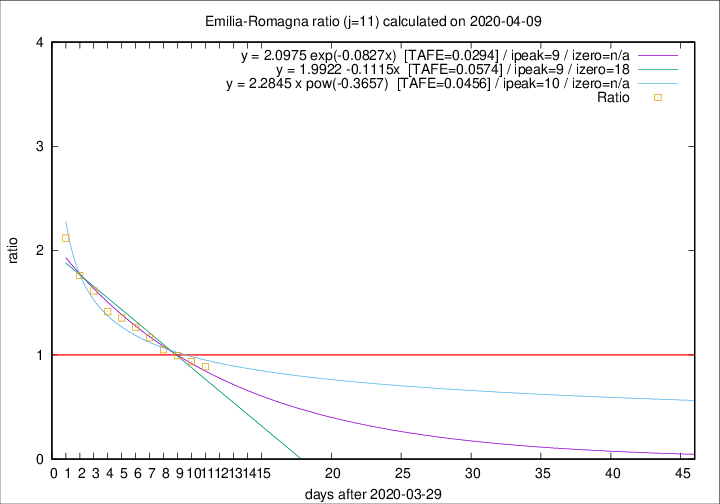 Emilia-Romagna ratio (j=11) calculated on 2020-04-09
y = 2.0975 exp(-0.0827x)  [TAFE=0.0294] / ipeak=9 / izero=n/a
y = 1.9922 -0.1115x  [TAFE=0.0574] / ipeak=9 / izero=18
y = 2.2845 x pow(-0.3657)  [TAFE=0.0456] / ipeak=10 / izero=n/a
Ratio
4
3
2
1
0
ratio
0 1 2 3 4 5 6 7 8 9 10 11 12 13 14 15 20 25 30 35 40 45
days after 2020-03-29